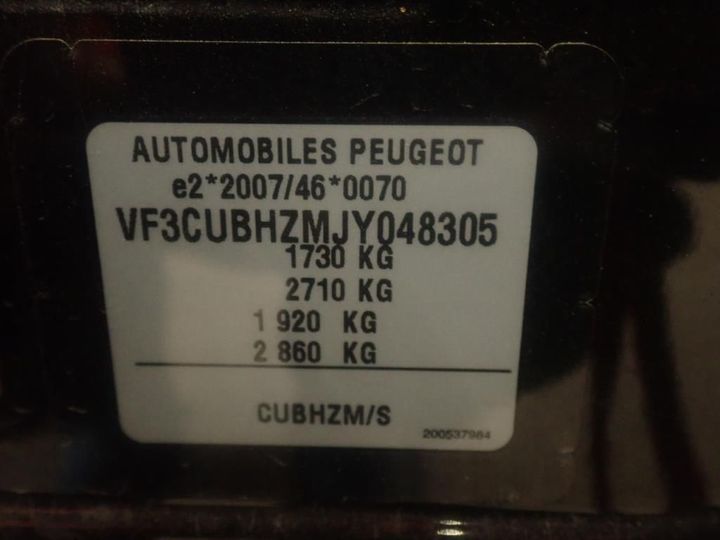 AUTOMOBILES PEUGEOT
e2*2007/46*0070
VF3CUBHZMJY048305
1730 KG
2710 KG
1 920 KG
2 860 KG
CUBHZM/S
200537984